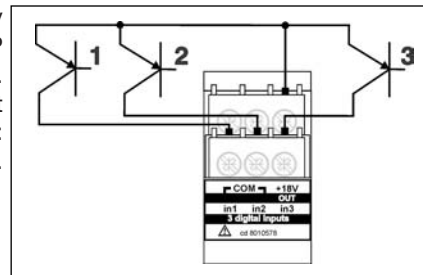 1
2
3
COM +18V
OUT
in1 in2 in3
3 digital inputs
cd 8010578